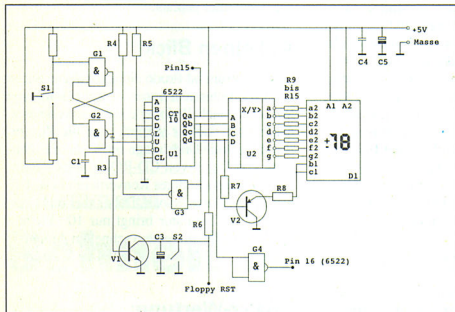 +5V
G1
R4
R5
A1
A2
C4
C5
Masse
&
Pin15
R9
bis
R15
S1
6522
X/Y>
G2
&
A
B
C
D
L
U
D
CL
CT
10
U1
Qa
Qb
Qc
Qd
A
B
C
D
a
b
c
d
e
f
g
U2
a2
b2
c2
d2
e2
f2
g2
b1
c1
+18
D1
C1
R3
&
G3
R7
R8
V2
R6
C3
S2
V1
G4
&
Pin 16 (6522)
Floppy RST